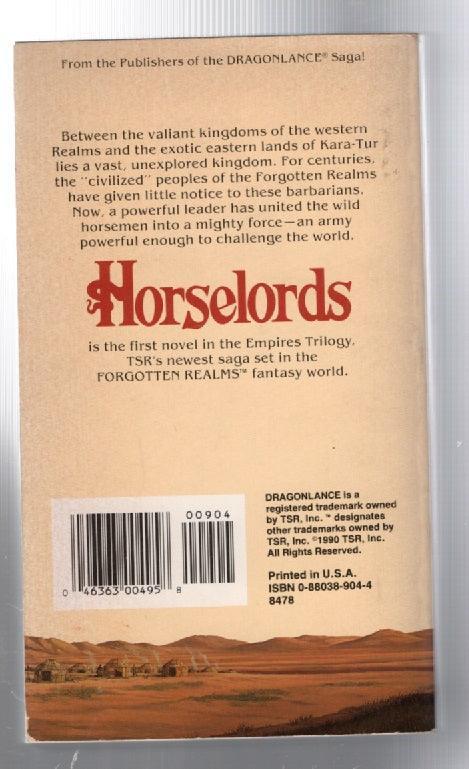 From the Publishers of the DRAGONLANCE® Saga!
Between the valiant kingdoms of the western
Realms and the exotic eastern lands of Kara-Tur
lies a vast, unexplored kingdom. For centuries,
the "civilized" peoples of the Forgotten Realms
have given little notice to these barbarians.
Now, a powerful leader has united the wild
horsemen into a mighty force—an army
powerful enough to challenge the world.
Horselords
is the first novel in the Empires Trilogy,
TSR's newest saga set in the
FORGOTTEN REALMS™ fantasy world.
00904
0 46363 00495 8
DRAGONLANCE is a
registered trademark owned
by TSR, Inc. ™ designates
other trademarks owned by
TSR, Inc. ©1990 TSR, Inc.
All Rights Reserved.
Printed in U.S.A.
ISBN 0-88038-904-4
8478